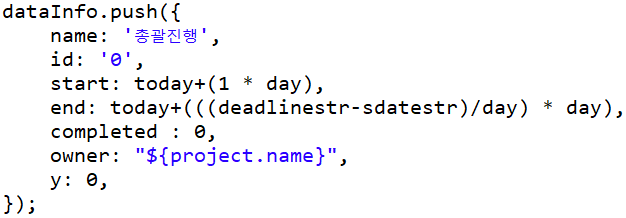 dataInfo.push({
    name: '총괄진행',
    id: '0',
    start: today+(1 * day),
    end: today+(((deadlinestr-sdatestr)/day) * day),
    completed : 0,
    owner: "${project.name}",
    y: 0,
});